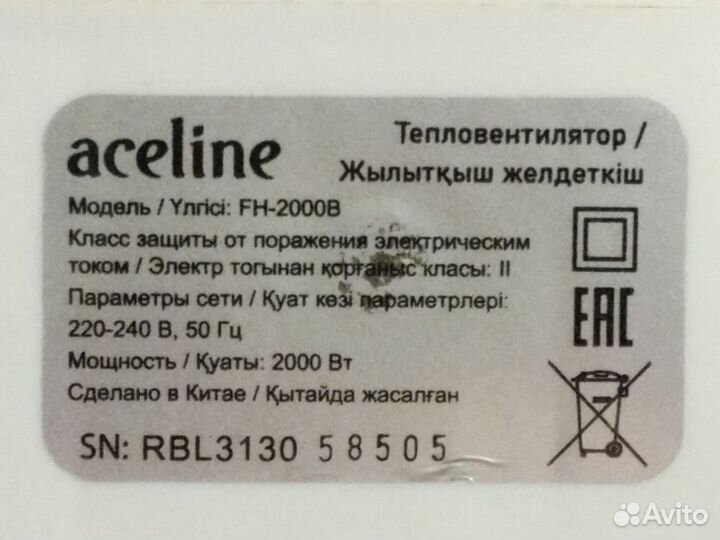 aceline
Тепловентилятор /
Жылытқыш желдеткіш
Модель / Үлгісі: FH-2000B
Класс защиты от поражения электрическим
током / Электр тогынан қорғаныс класы: II
Параметры сети / Қуат көзі параметрлері:
220-240 В, 50 Гц
Мощность / Қуаты: 2000 Вт
Сделано в Китае / Қытайда жасалған
SN: RBL3130 58505
EAC
Avito